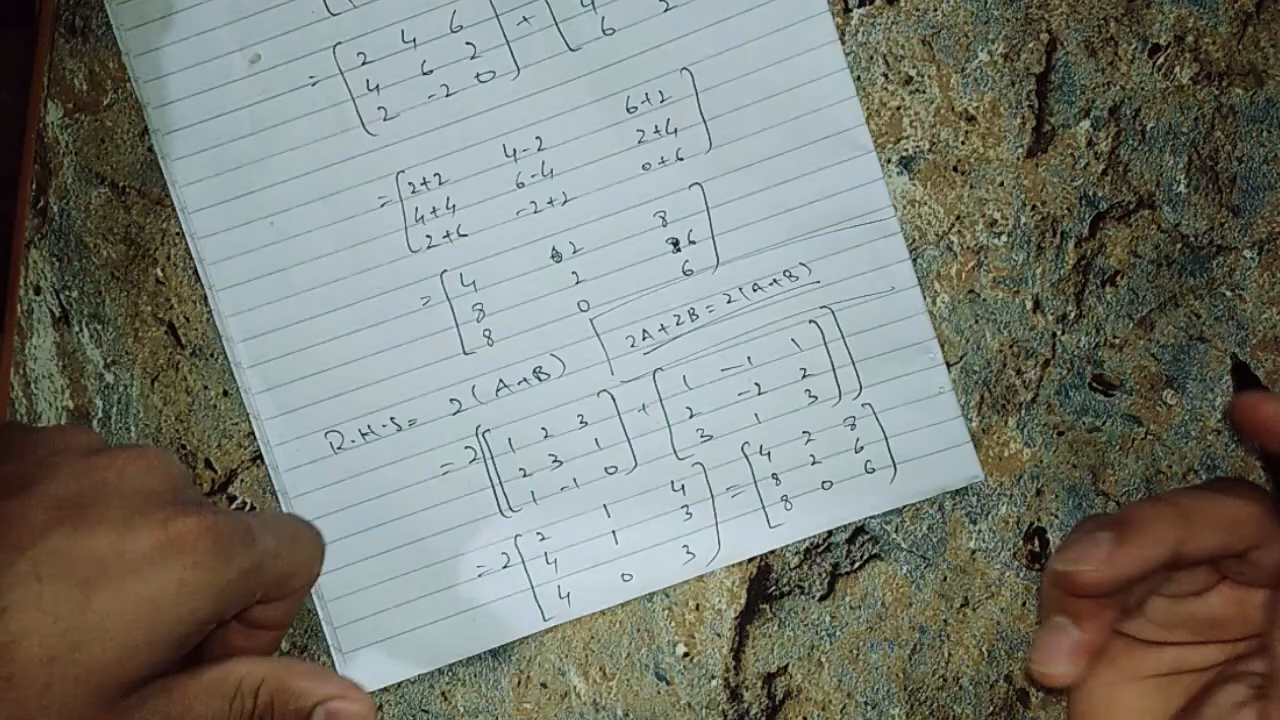 = [ 2 4 6
4 6 2
2 -2 0 ] + [
6 2
= [ 2+2 4-2 6+2
4+4 6-4 2+4
2+6 -2+2 0+6 ]
= [ 4 2 8
8 2 6
8 0 6 ]
2A+2B=2(A+B)
R.H.S= 2(A+B)
= 2([ 1 2 3
2 3 1
1 -1 0 ] + [ 1 -1 1
2 -2 2
3 1 3 ])
= 2[ 2 1 4
4 1 3
4 0 3 ] = [ 4 2 8
8 2 6
8 0 6 ]